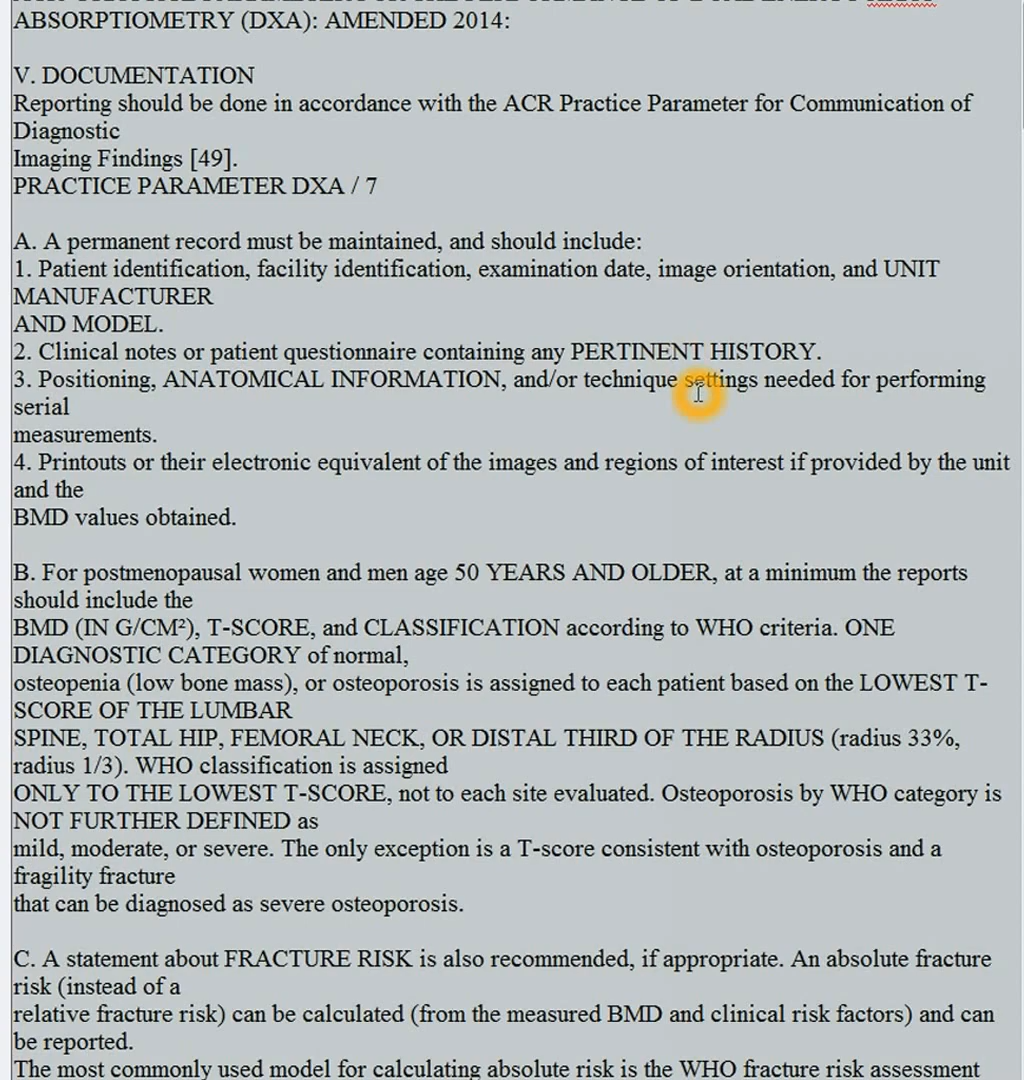 ABSORPTIOMETRY (DXA): AMENDED 2014:
V. DOCUMENTATION
Reporting should be done in accordance with the ACR Practice Parameter for Communication of
Diagnostic
Imaging Findings [49].
PRACTICE PARAMETER DXA / 7
A. A permanent record must be maintained, and should include:
1. Patient identification, facility identification, examination date, image orientation, and UNIT
MANUFACTURER
AND MODEL.
2. Clinical notes or patient questionnaire containing any PERTINENT HISTORY.
3. Positioning, ANATOMICAL INFORMATION, and/or technique settings needed for performing
serial
measurements.
4. Printouts or their electronic equivalent of the images and regions of interest if provided by the unit
and the
BMD values obtained.
B. For postmenopausal women and men age 50 YEARS AND OLDER, at a minimum the reports
should include the
BMD (IN G/CM²), T-SCORE, and CLASSIFICATION according to WHO criteria. ONE
DIAGNOSTIC CATEGORY of normal,
osteopenia (low bone mass), or osteoporosis is assigned to each patient based on the LOWEST T-
SCORE OF THE LUMBAR
SPINE, TOTAL HIP, FEMORAL NECK, OR DISTAL THIRD OF THE RADIUS (radius 33%,
radius 1/3). WHO classification is assigned
ONLY TO THE LOWEST T-SCORE, not to each site evaluated. Osteoporosis by WHO category is
NOT FURTHER DEFINED as
mild, moderate, or severe. The only exception is a T-score consistent with osteoporosis and a
fragility fracture
that can be diagnosed as severe osteoporosis.
C. A statement about FRACTURE RISK is also recommended, if appropriate. An absolute fracture
risk (instead of a
relative fracture risk) can be calculated (from the measured BMD and clinical risk factors) and can
be reported.
The most commonly used model for calculating absolute risk is the WHO fracture risk assessment